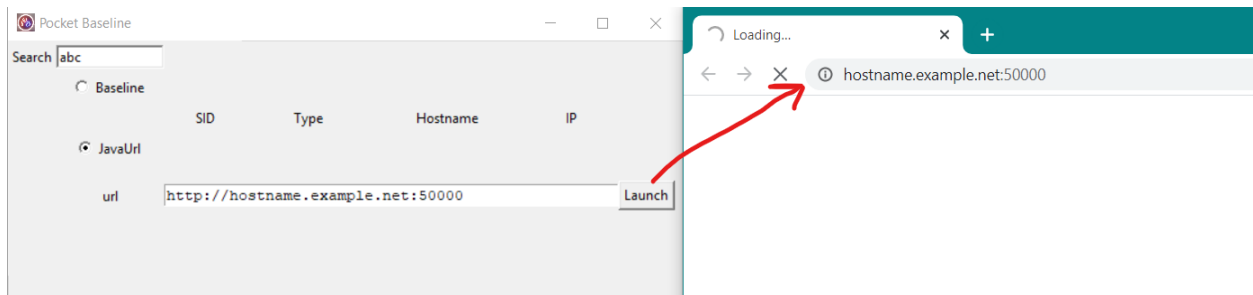 Pocket Baseline
Search abc
Baseline
SID Type Hostname IP
JavaUrl
url http://hostname.example.net:50000 Launch
Loading...
hostname.example.net:50000